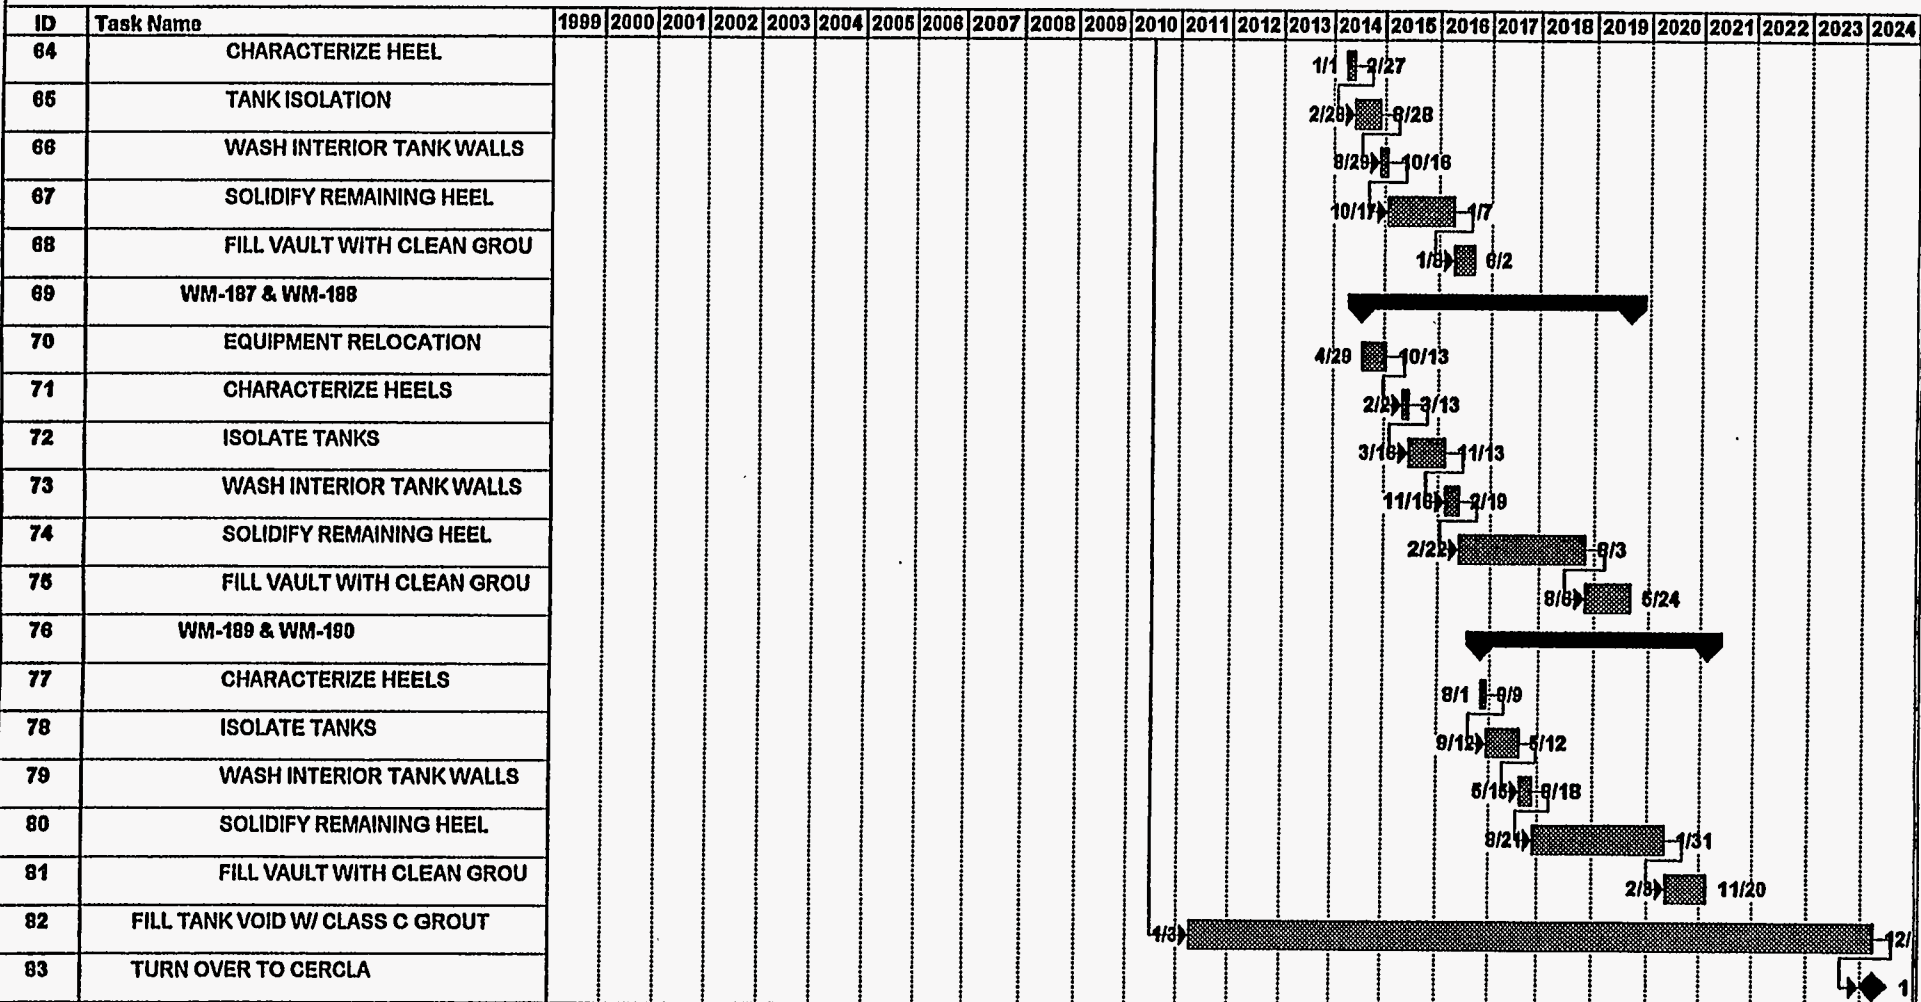 ID Task Name 1999 2000 2001 2002 2003 2004 2005 2006 2007 2008 2009 2010 2011 2012 2013 2014 2015 2016 2017 2018 2019 2020 2021 2022 2023 2024
64 CHARACTERIZE HEEL 1/1 2/27
65 TANK ISOLATION 2/28 8/28
66 WASH INTERIOR TANK WALLS 8/29 10/16
67 SOLIDIFY REMAINING HEEL 10/17 1/7
68 FILL VAULT WITH CLEAN GROU 1/8 6/2
69 WM-187 & WM-188
70 EQUIPMENT RELOCATION 4/29 10/13
71 CHARACTERIZE HEELS 2/2 3/13
72 ISOLATE TANKS 3/16 11/13
73 WASH INTERIOR TANK WALLS 11/16 2/19
74 SOLIDIFY REMAINING HEEL 2/22 8/3
75 FILL VAULT WITH CLEAN GROU 8/6 5/24
76 WM-189 & WM-190
77 CHARACTERIZE HEELS 8/1 9/9
78 ISOLATE TANKS 9/12 5/12
79 WASH INTERIOR TANK WALLS 5/15 8/18
80 SOLIDIFY REMAINING HEEL 8/21 1/31
81 FILL VAULT WITH CLEAN GROU 2/3 11/20
82 FILL TANK VOID W/ CLASS C GROUT 1/3 12/
83 TURN OVER TO CERCLA 1